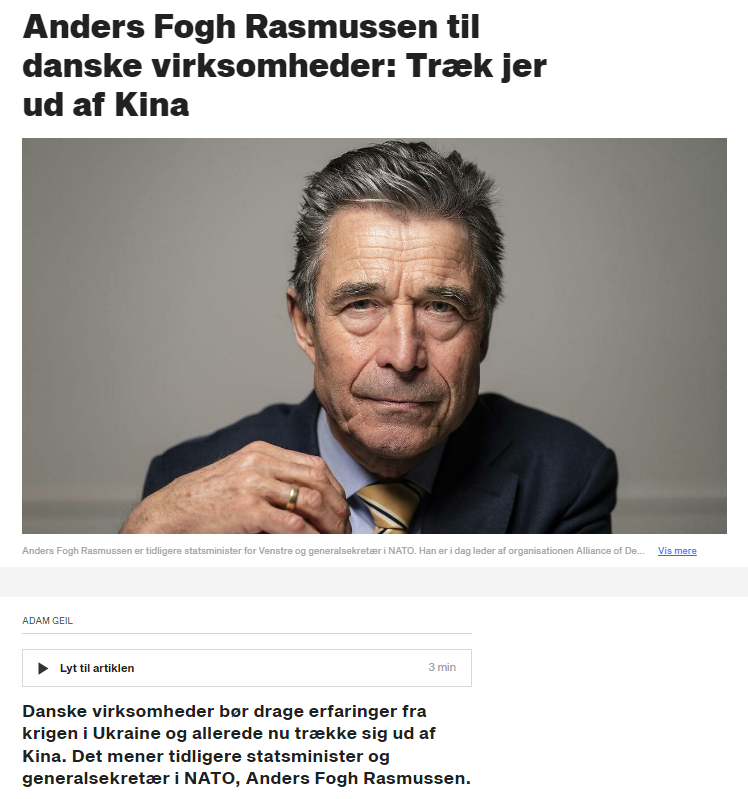 Anders Fogh Rasmussen til
danske virksomheder: Træk jer
ud af Kina
Anders Fogh Rasmussen er tidligere statsminister for Venstre og generalsekretær i NATO. Han er i dag leder af organisationen Alliance of De... Vis mere
ADAM GEIL
Lyt til artiklen 3 min
Danske virksomheder bør drage erfaringer fra
krigen i Ukraine og allerede nu trække sig ud af
Kina. Det mener tidligere statsminister og
generalsekretær i NATO, Anders Fogh Rasmussen.